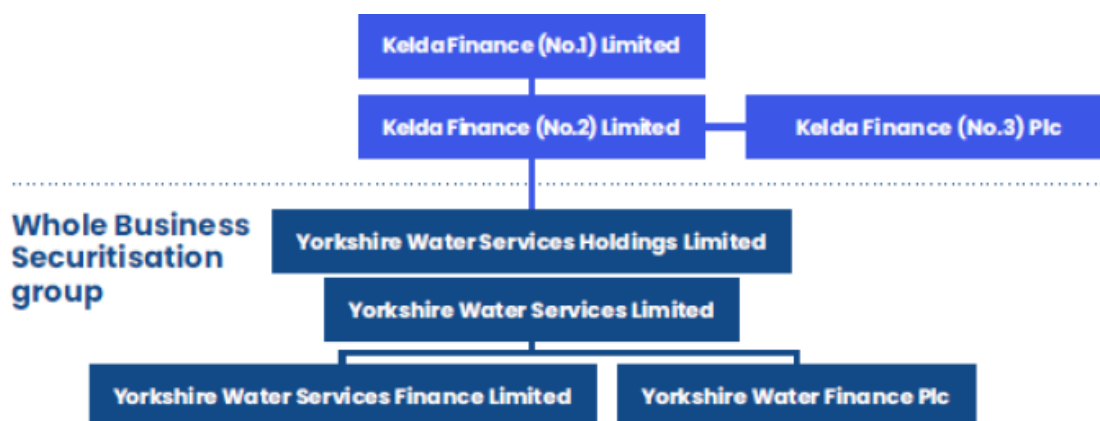 Kelda Finance (No.1) Limited
Kelda Finance (No.2) Limited
Kelda Finance (No.3) Plc
Whole Business
Securitisation
group
Yorkshire Water Services Holdings Limited
Yorkshire Water Services Limited
Yorkshire Water Services Finance Limited
Yorkshire Water Finance Plc